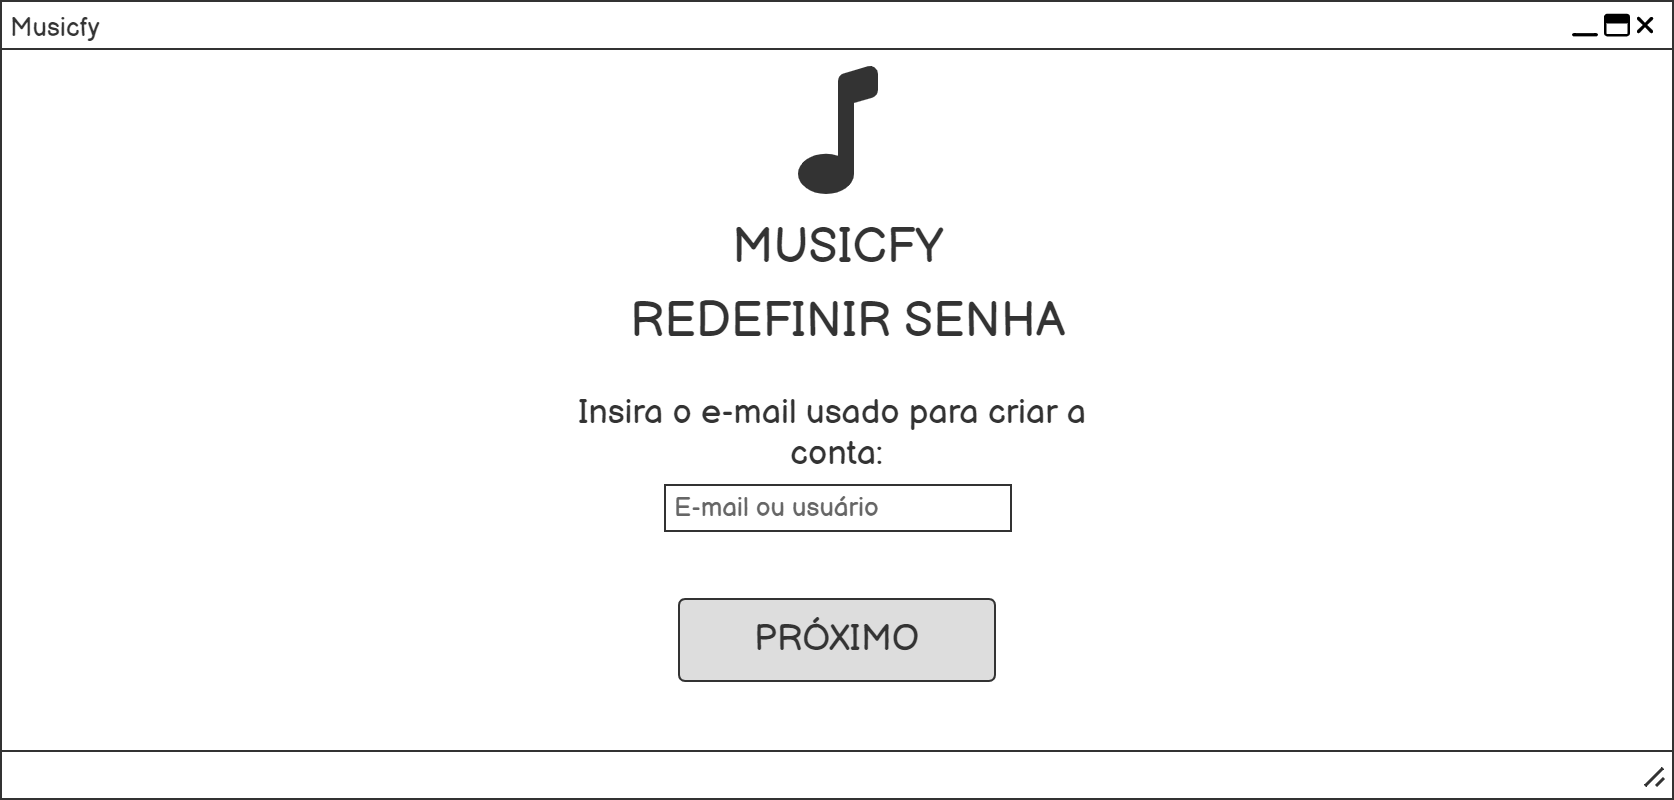 Musicfy
MUSICFY
REDEFINIR SENHA
Insira o e-mail usado para criar a
conta:
E-mail ou usuário
PRÓXIMO